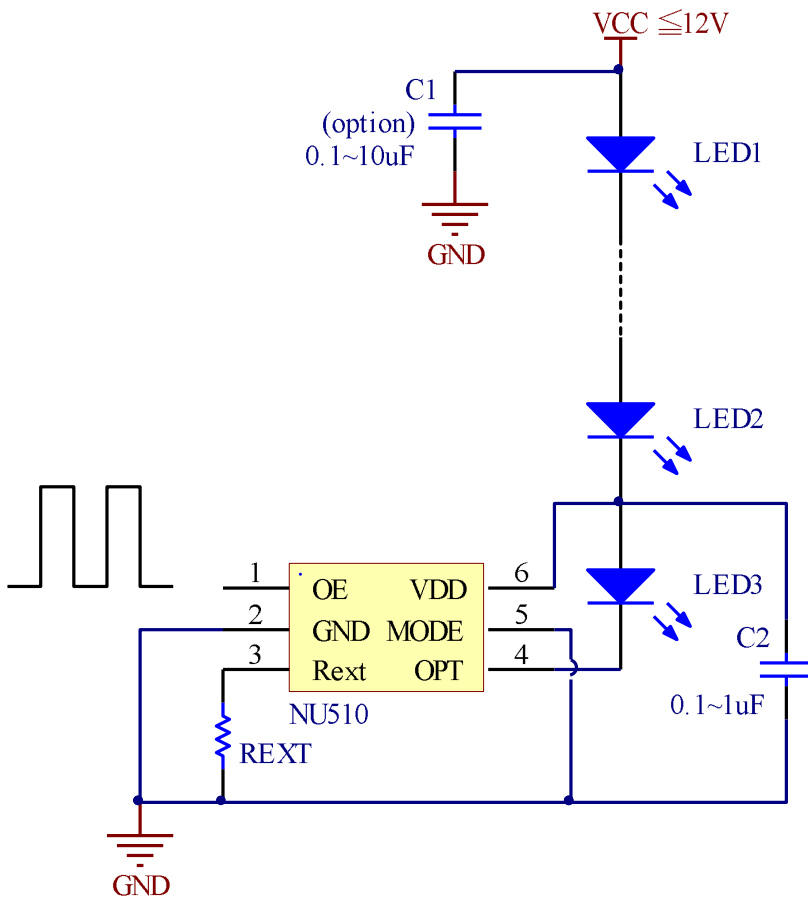 VCC ≦12V
C1
(option)
0.1~10uF
LED1
GND
LED2
1
OE
VDD
6
LED3
2
GND
MODE
5
C2
3
Rext
OPT
4
0.1~1uF
NU510
REXT
GND